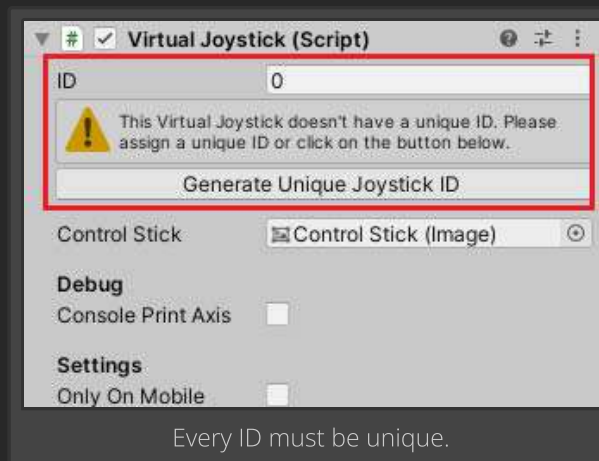 # Virtual Joystick (Script)
ID 0
This Virtual Joystick doesn't have a unique ID. Please
assign a unique ID or click on the button below.
Generate Unique Joystick ID
Control Stick Control Stick (Image)
Debug
Console Print Axis
Settings
Only On Mobile
Every ID must be unique.